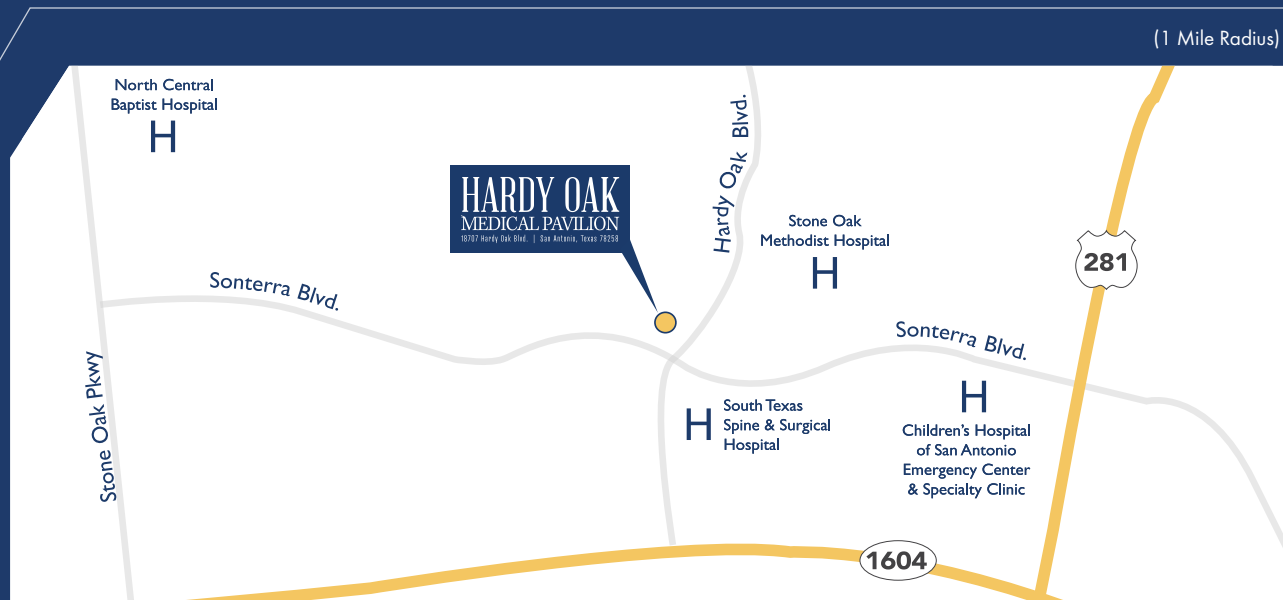 (1 Mile Radius)
North Central
Baptist Hospital
H
Hardy Oak Blvd.
HARDY OAK
MEDICAL PAVILION
18707 Hardy Oak Blvd. | San Antonio, Texas 78258
Stone Oak
Methodist Hospital
H
281
Sonterra Blvd.
Sonterra Blvd.
Stone Oak Pkwy
H
South Texas
Spine & Surgical
Hospital
H
Children's Hospital
of San Antonio
Emergency Center
& Specialty Clinic
1604